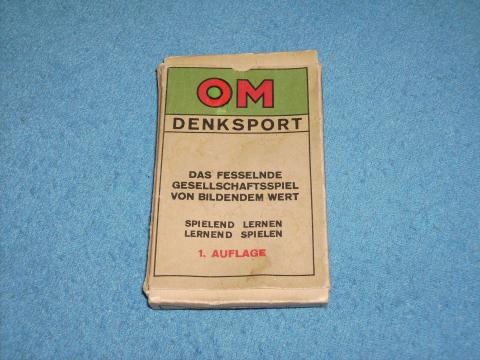 OM
DENKSPORT
DAS FESSELNDE
GESELLSCHAFTSSPIEL
VON BILDENDEM WERT
SPIELEND LERNEN
LERNEND SPIELEN
1. AUFLAGE